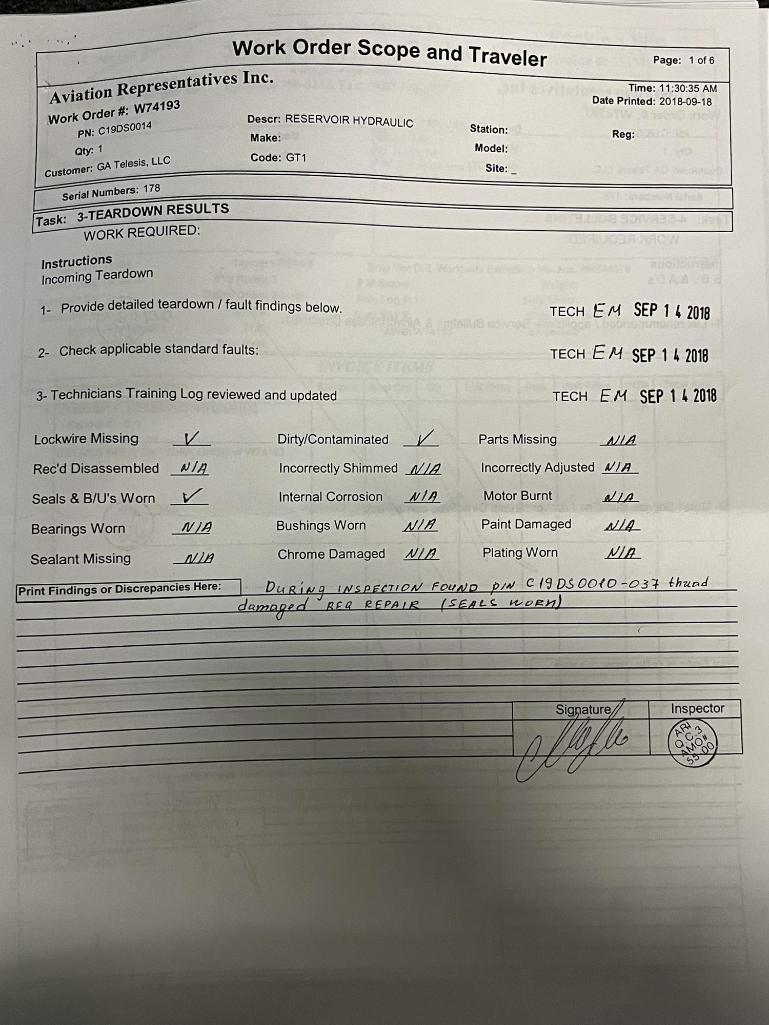 Work Order Scope and Traveler
Page: 1 of 6
Aviation Representatives Inc.
Time: 11:30:35 AM
Work Order #: W74193
Date Printed: 2018-09-18
PN: C19DS0014
Descr: RESERVOIR HYDRAULIC
Station:
Reg:
Qty: 1
Make:
Model:
Customer: GA Telesis, LLC
Code: GT1
Site: _
Serial Numbers: 178
Task: 3-TEARDOWN RESULTS
WORK REQUIRED:
Instructions
Incoming Teardown
1- Provide detailed teardown / fault findings below. TECH EM SEP 14 2018
2- Check applicable standard faults: TECH EM SEP 14 2018
3- Technicians Training Log reviewed and updated TECH EM SEP 14 2018
Lockwire Missing ✓ Dirty/Contaminated ✓ Parts Missing N/A
Rec'd Disassembled N/A Incorrectly Shimmed N/A Incorrectly Adjusted N/A
Seals & B/U's Worn ✓ Internal Corrosion N/A Motor Burnt N/A
Bearings Worn N/A Bushings Worn N/A Paint Damaged N/A
Sealant Missing N/A Chrome Damaged N/A Plating Worn N/A
Print Findings or Discrepancies Here: DURING INSPECTION FOUND P/N C19DS0010-037 thund
damaged REQ REPAIR (SEALS WORN)
Signature Inspector
ARI
Q.C.3
AMO#
55-00